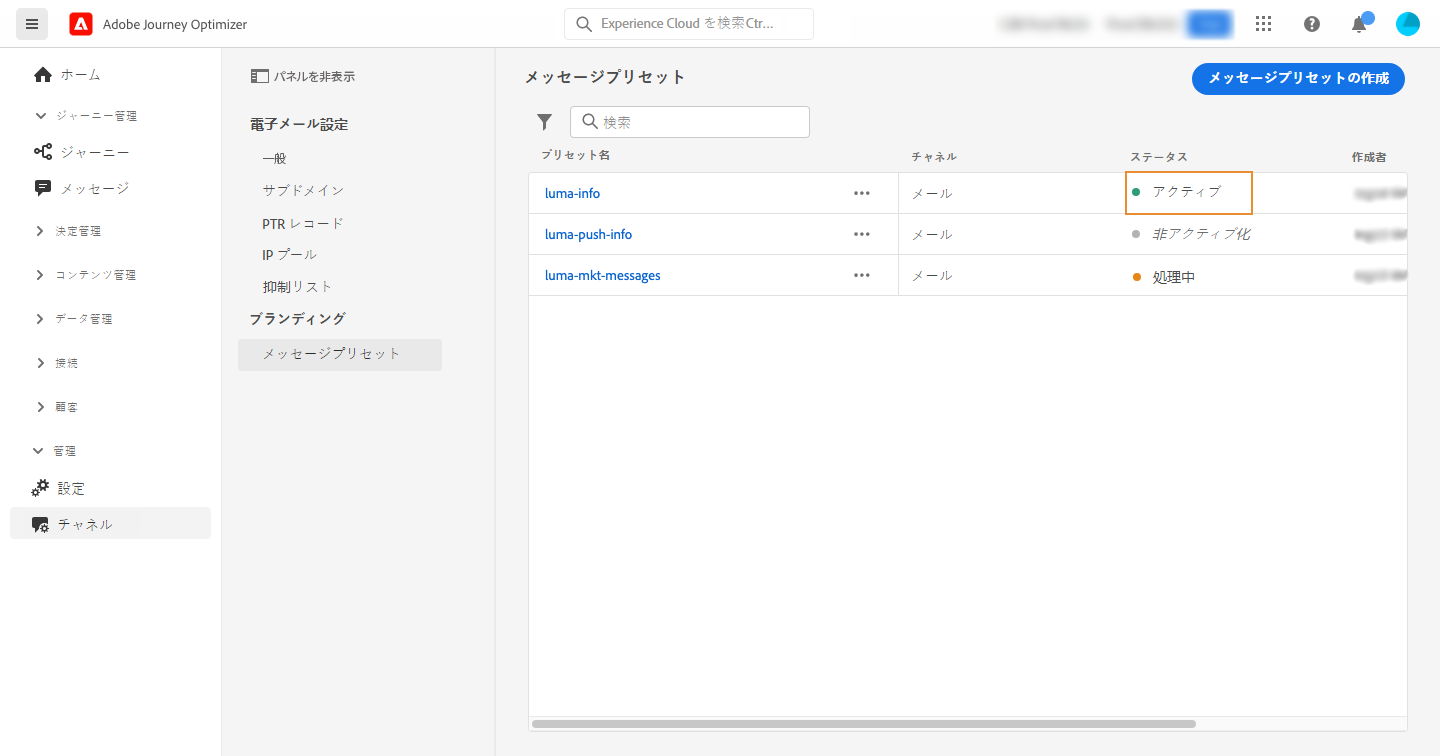 Adobe Journey Optimizer
Experience Cloud を検索Ctr...
ホーム
ジャーニー管理
ジャーニー
メッセージ
決定管理
コンテンツ管理
データ管理
接続
顧客
管理
設定
チャネル
パネルを非表示
電子メール設定
一般
サブドメイン
PTR レコード
IP プール
抑制リスト
ブランディング
メッセージプリセット
メッセージプリセット
メッセージプリセットの作成
検索
プリセット名 チャネル ステータス 作成者
luma-info メール アクティブ
luma-push-info メール 非アクティブ化
luma-mkt-messages メール 処理中